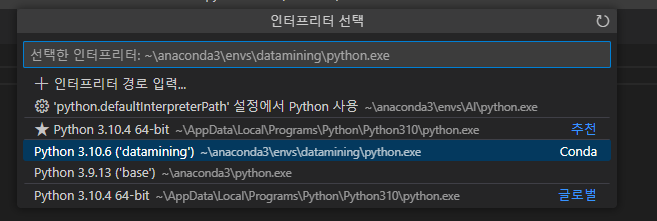 인터프리터 선택
선택한 인터프리터: ~\anaconda3\envs\datamining\python.exe
인터프리터 경로 입력...
'python.defaultInterpreterPath' 설정에서 Python 사용 ~\anaconda3\envs\AI\python.exe
Python 3.10.4 64-bit ~\AppData\Local\Programs\Python\Python310\python.exe 추천
Python 3.10.6 ('datamining') ~\anaconda3\envs\datamining\python.exe Conda
Python 3.9.13 ('base') ~\anaconda3\python.exe
Python 3.10.4 64-bit ~\AppData\Local\Programs\Python\Python310\python.exe 글로벌